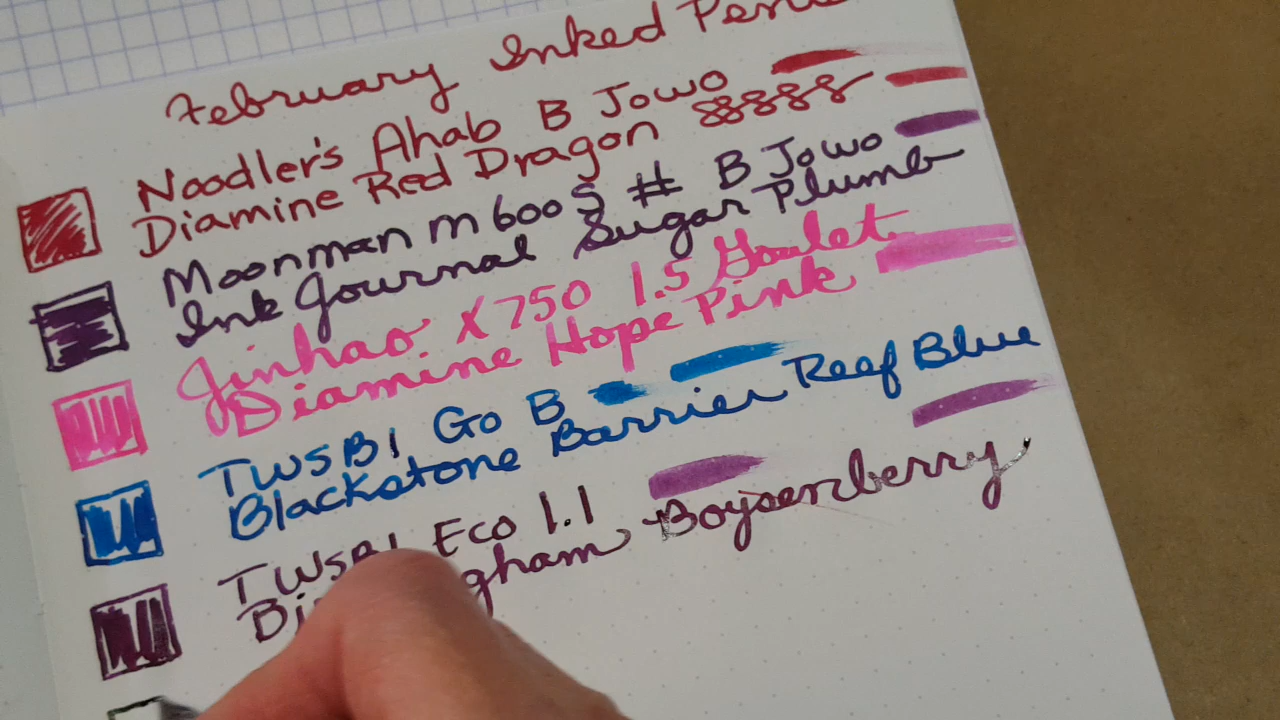 February Inked Pens
Noodler's Ahab B Jowo
Diamine Red Dragon
Moonman M600S # B Jowo
Ink Journal Sugar Plumb
Jinhao X750 1.5 Goulet
Diamine Hope Pink
TWSBI Go B
Blackstone Barrier Reef Blue
TWSBI Eco 1.1
Boysenberry